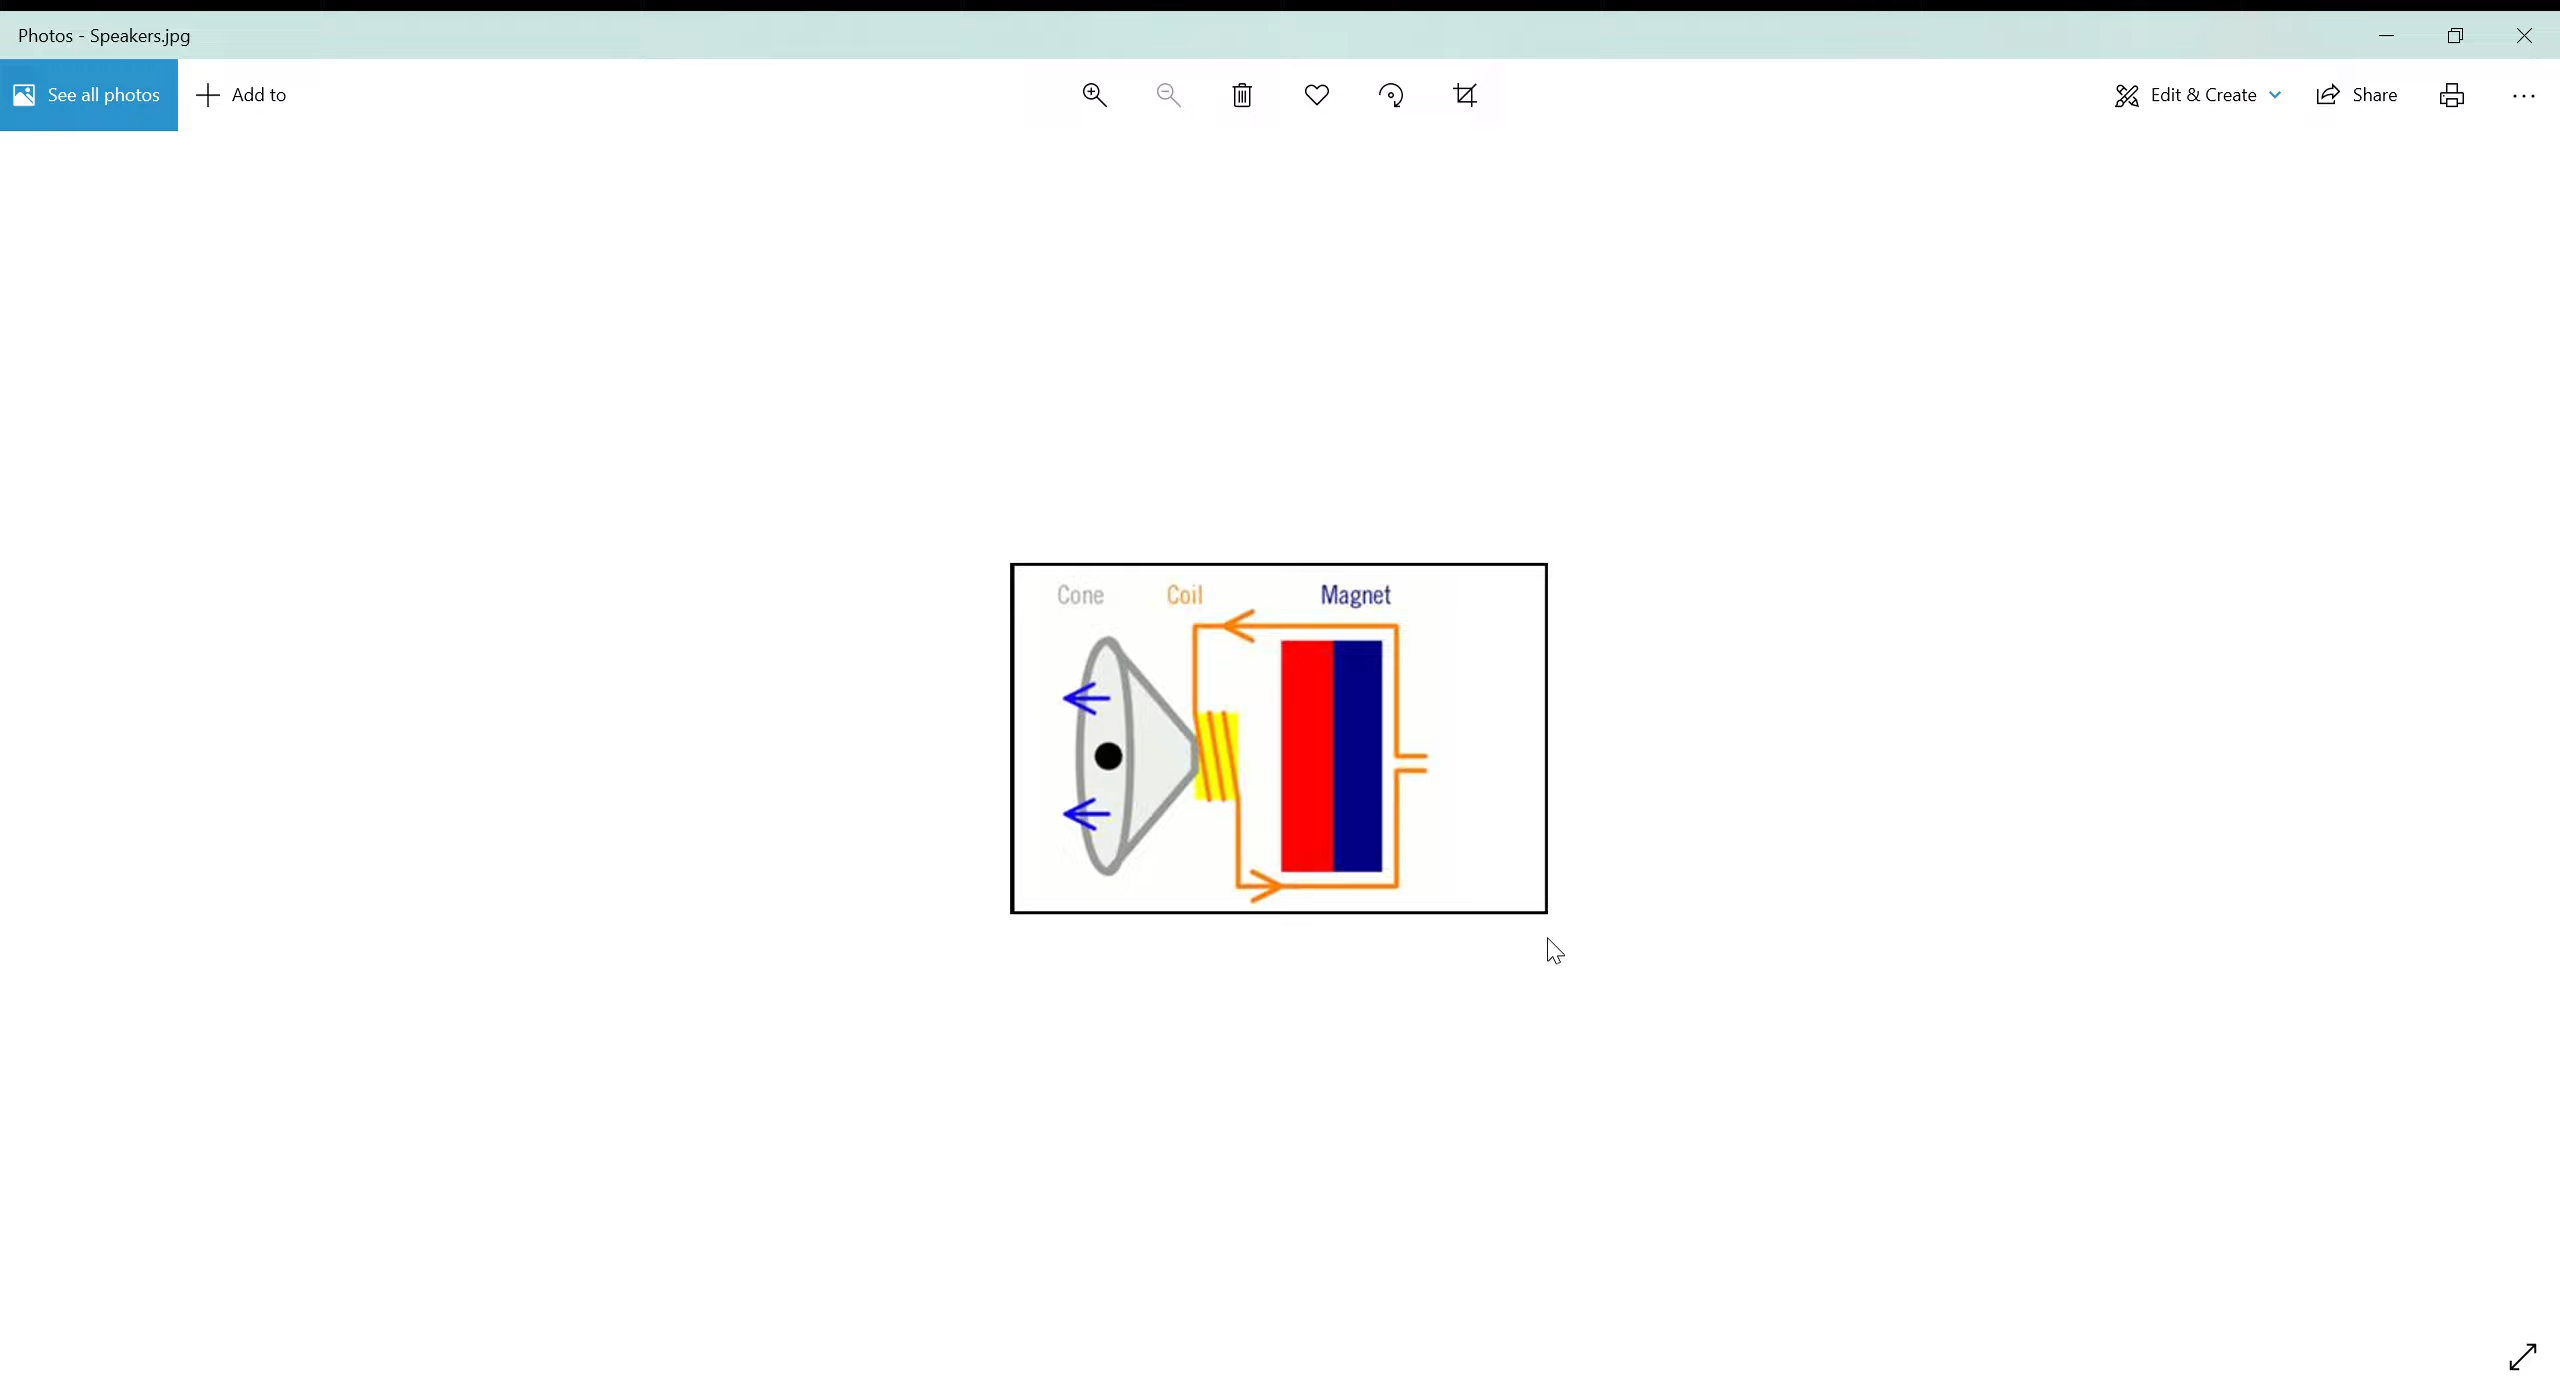 Photos - Speakers.jpg
See all photos
Add to
Edit & Create
Share
Cone
Coil
Magnet